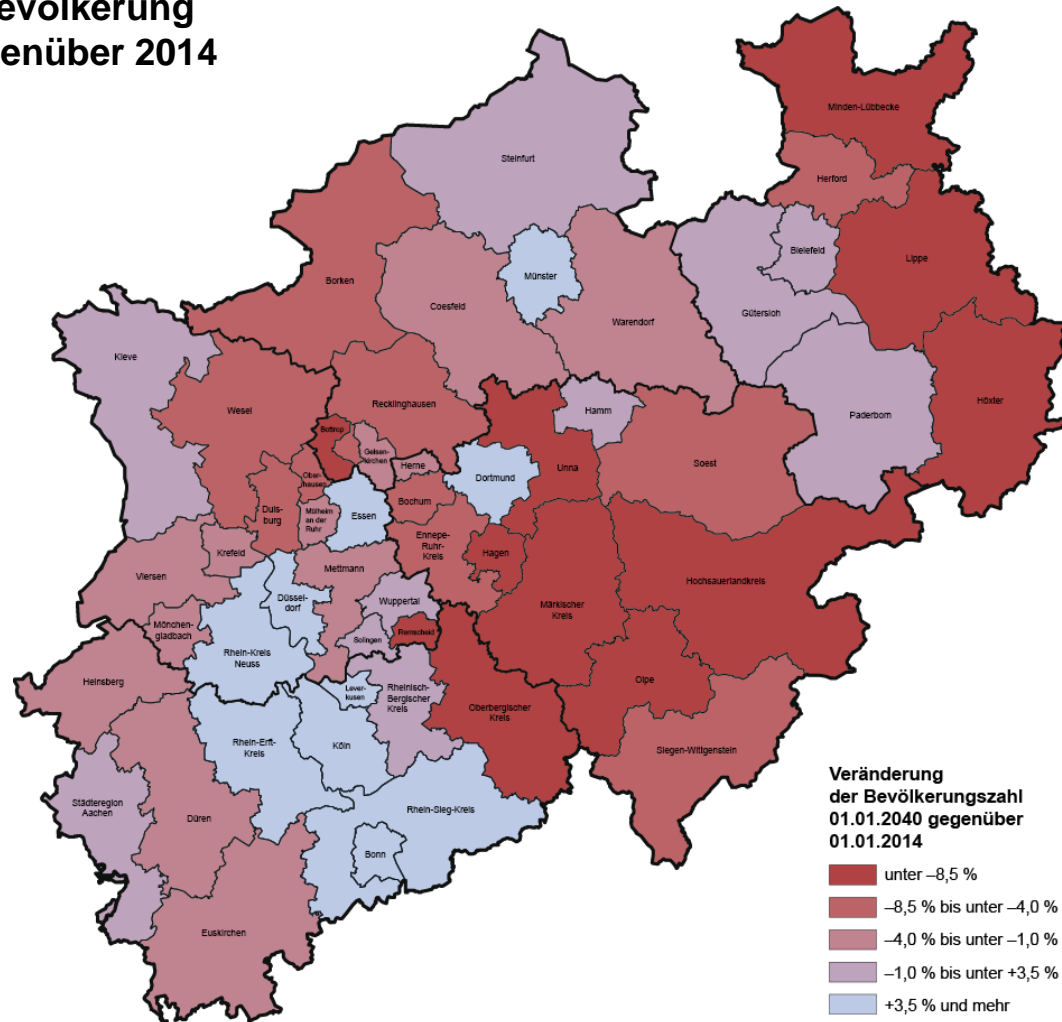 evölkerung
enüber 2014
Minden-Lübbecke
Steinfurt
Herford
Bielefeld
Lippe
Münster
Borken
Coesfeld
Warendorf
Gütersloh
Kleve
Höxter
Wesel
Recklinghausen
Hamm
Paderborn
Bottrop
Gelsen-
kirchen
Herne
Soest
Unna
Ober-
hausen
Dortmund
Duis-
burg
Mülheim
an der
Ruhr
Essen
Bochum
Ennepe-
Ruhr-
Kreis
Hagen
Krefeld
Viersen
Mettmann
Hochsauerlandkreis
Düssel-
dorf
Wuppertal
Märkischer
Kreis
Mönchen-
gladbach
Solingen
Remscheid
Rhein-Kreis
Neuss
Heinsberg
Lever-
kusen
Rheinisch-
Bergischer
Kreis
Olpe
Oberbergischer
Kreis
Rhein-Erft-
Kreis
Köln
Siegen-Wittgenstein
Städteregion
Aachen
Düren
Rhein-Sieg-Kreis
Bonn
Euskirchen
Veränderung
der Bevölkerungszahl
01.01.2040 gegenüber
01.01.2014
unter –8,5 %
–8,5 % bis unter –4,0 %
–4,0 % bis unter –1,0 %
–1,0 % bis unter +3,5 %
+3,5 % und mehr